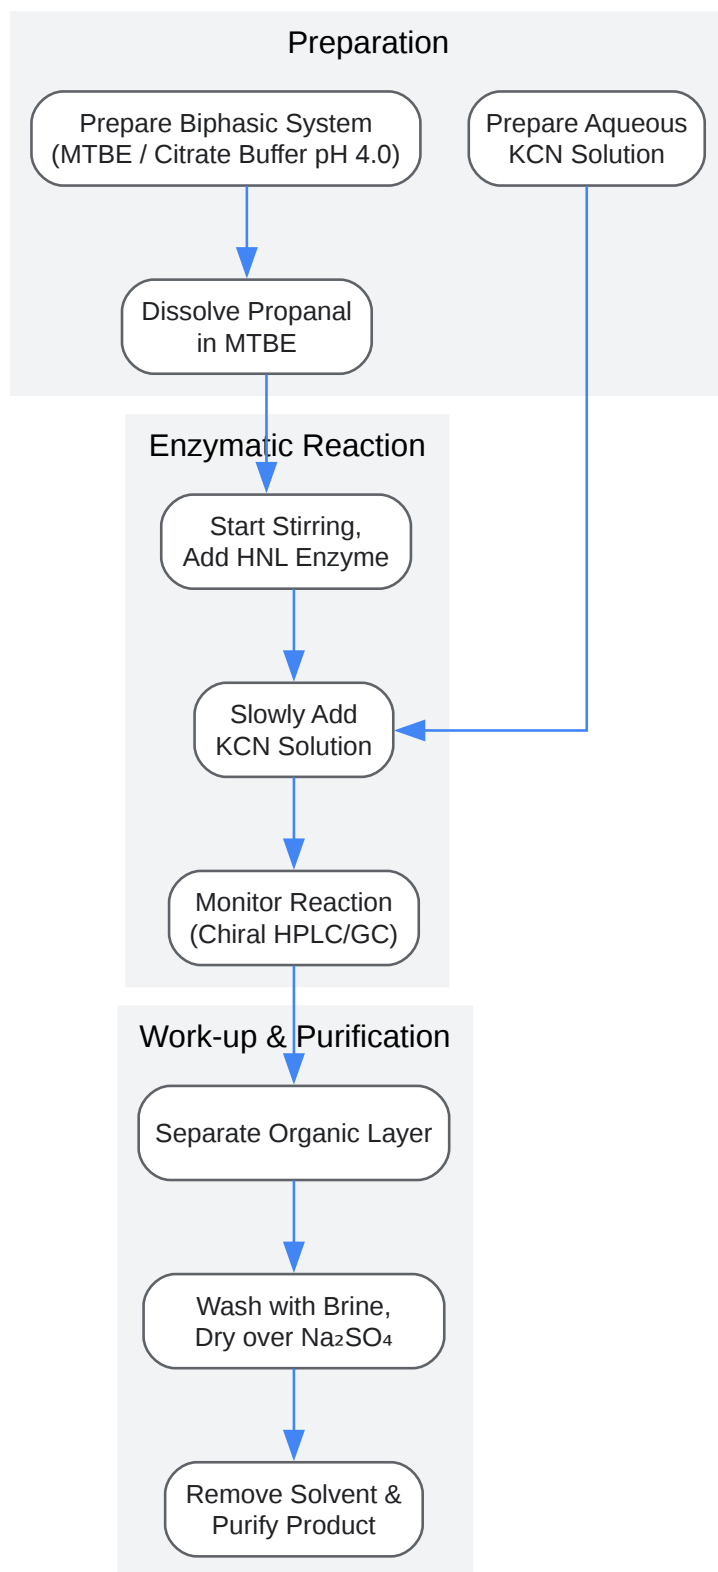 Preparation
Prepare Biphasic System
(MTBE / Citrate Buffer pH 4.0)
Prepare Aqueous
KCN Solution
Dissolve Propanal
in MTBE
Enzymatic Reaction
Start Stirring,
Add HNL Enzyme
Slowly Add
KCN Solution
Monitor Reaction
(Chiral HPLC/GC)
Work-up & Purification
Separate Organic Layer
Wash with Brine,
Dry over Na₂SO₄
Remove Solvent &
Purify Product